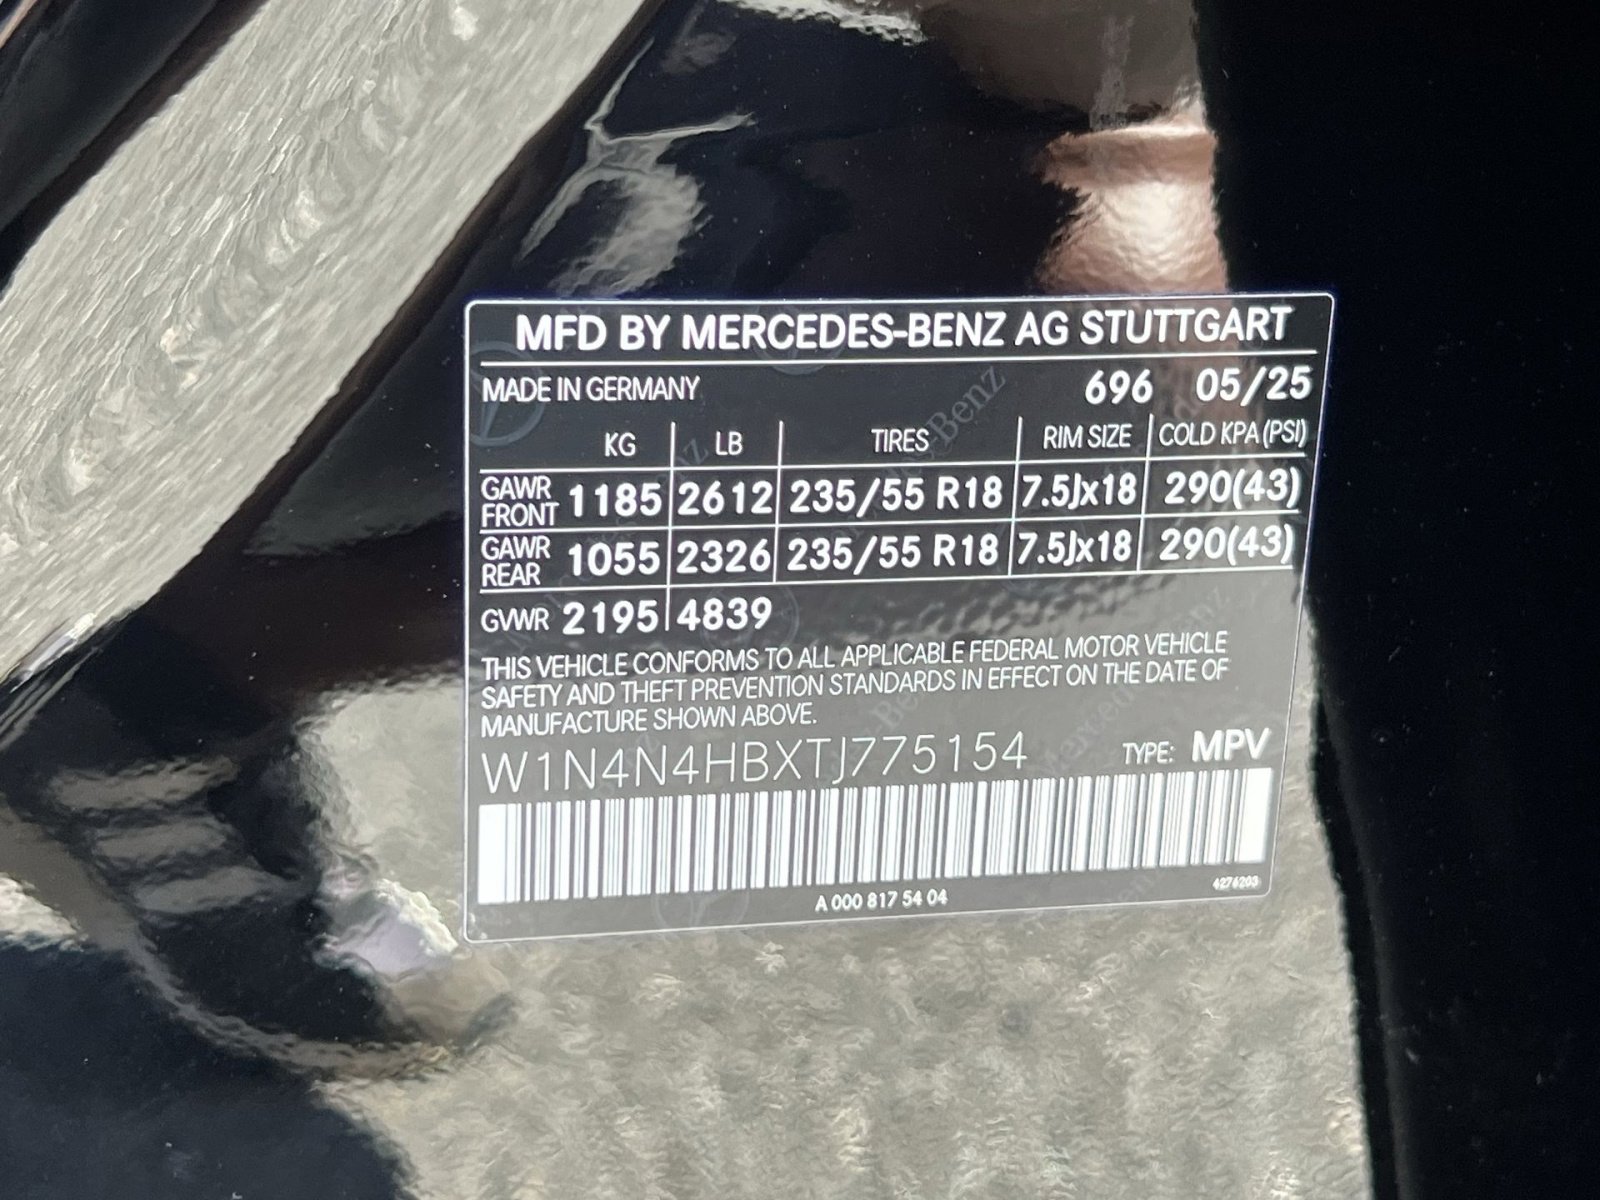 MFD BY MERCEDES-BENZ AG STUTTGART
MADE IN GERMANY 696 05/25
KG LB TIRES RIM SIZE COLD KPA(PSI)
GAWR FRONT 1185 2612 235/55 R18 7.5Jx18 290(43)
GAWR REAR 1055 2326 235/55 R18 7.5Jx18 290(43)
GVWR 2195 4839
THIS VEHICLE CONFORMS TO ALL APPLICABLE FEDERAL MOTOR VEHICLE
SAFETY AND THEFT PREVENTION STANDARDS IN EFFECT ON THE DATE OF
MANUFACTURE SHOWN ABOVE.
W1N4N4HBXTJ775154 TYPE: MPV
A 000 817 54 04